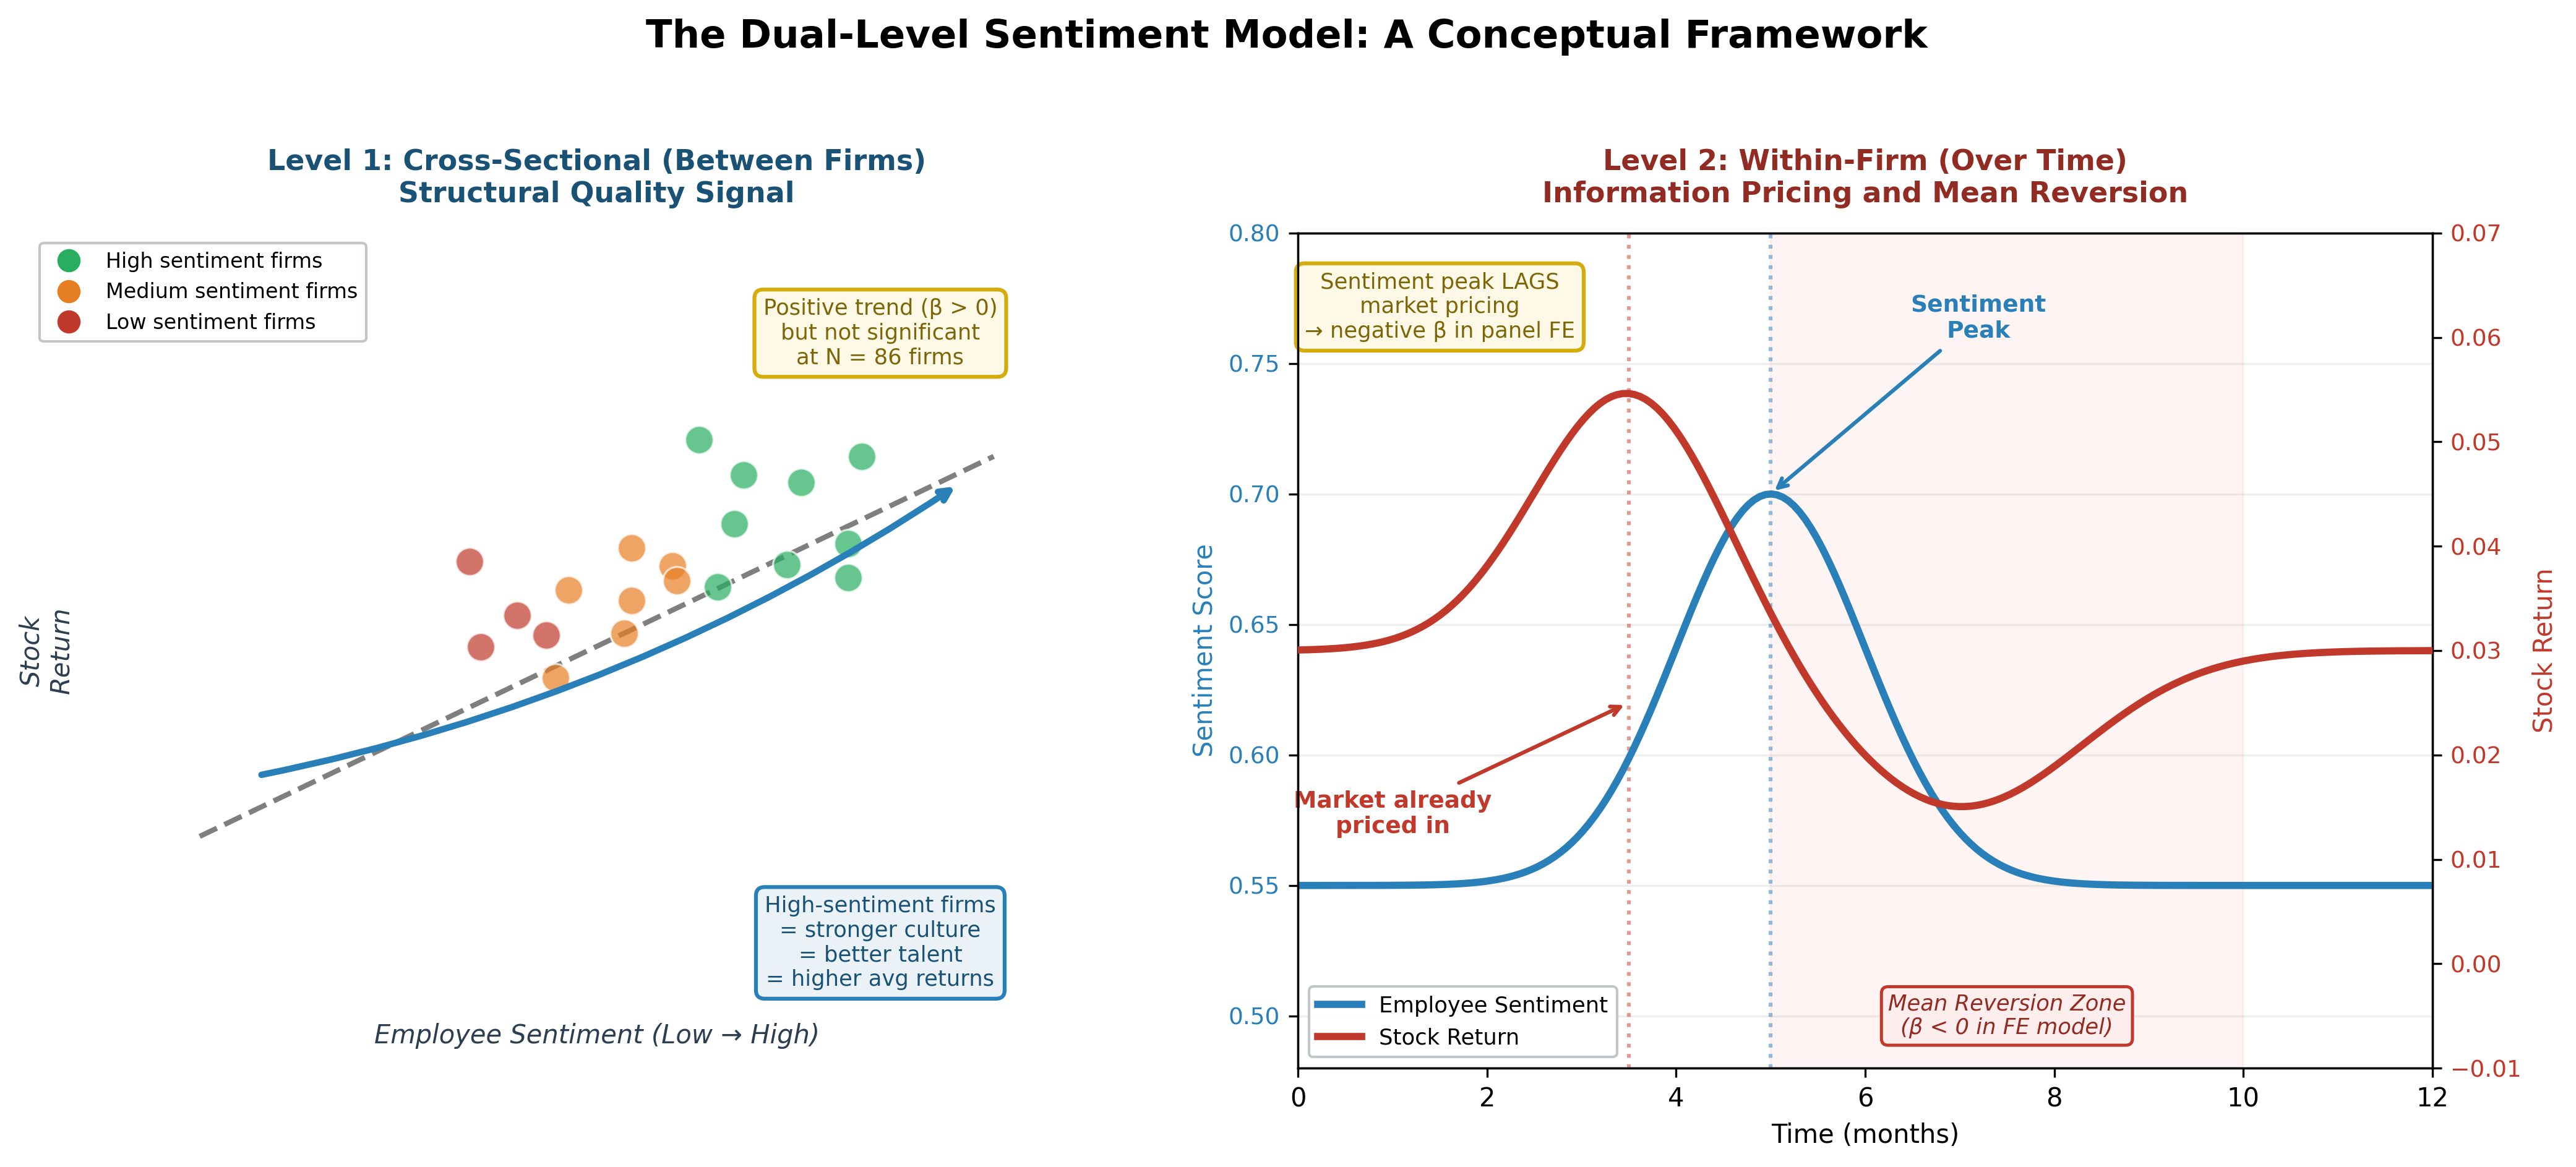 The Dual-Level Sentiment Model: A Conceptual Framework
Level 1: Cross-Sectional (Between Firms)
Structural Quality Signal
High sentiment firms
Medium sentiment firms
Low sentiment firms
Positive trend (β > 0)
but not significant
at N = 86 firms
Stock
Return
High-sentiment firms
= stronger culture
= better talent
= higher avg returns
Employee Sentiment (Low → High)
Level 2: Within-Firm (Over Time)
Information Pricing and Mean Reversion
Sentiment Score
0.80
0.75
0.70
0.65
0.60
0.55
0.50
Sentiment peak LAGS
market pricing
→ negative β in panel FE
Sentiment
Peak
Market already
priced in
Employee Sentiment
Stock Return
Mean Reversion Zone
(β < 0 in FE model)
0.07
0.06
0.05
0.04
0.03
0.02
0.01
0.00
−0.01
Stock Return
0 2 4 6 8 10 12
Time (months)